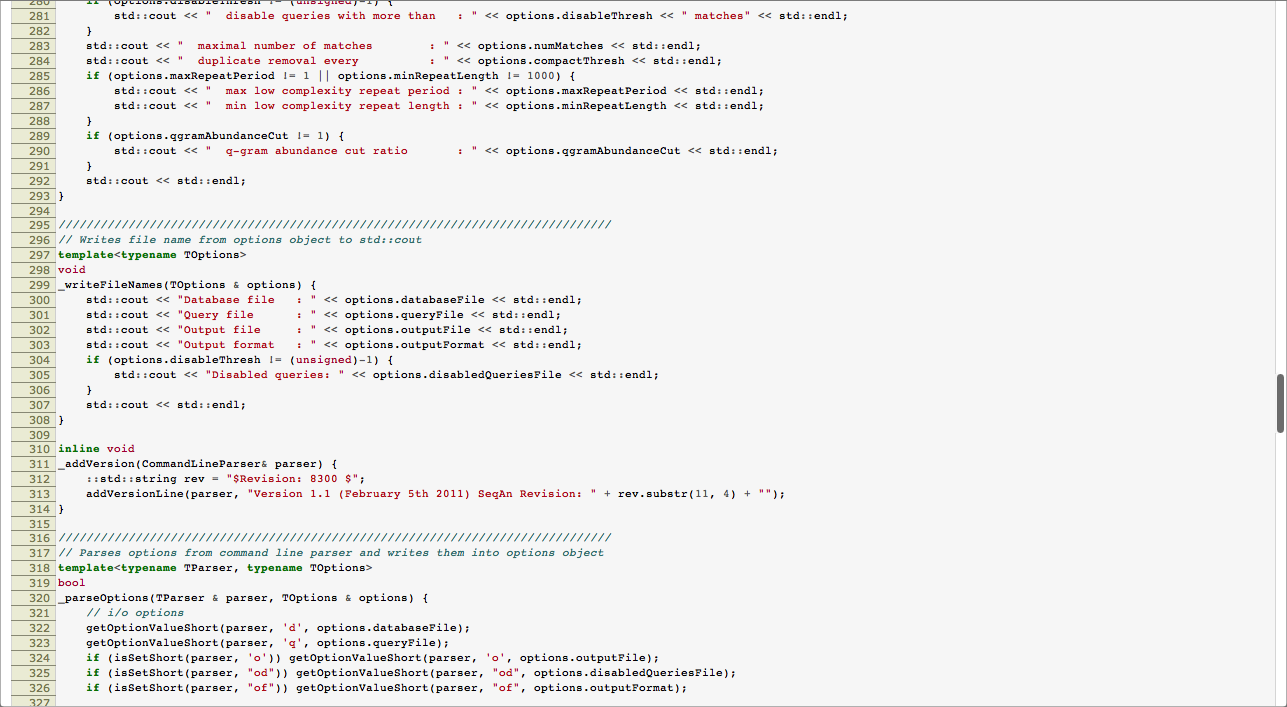 280 if (options.disableThresh != (unsigned)-1) {
281 std::cout << "  disable queries with more than   : " << options.disableThresh << " matches" << std::endl;
282 }
283 std::cout << "  maximal number of matches        : " << options.numMatches << std::endl;
284 std::cout << "  duplicate removal every          : " << options.compactThresh << std::endl;
285 if (options.maxRepeatPeriod != 1 || options.minRepeatLength != 1000) {
286 std::cout << "  max low complexity repeat period : " << options.maxRepeatPeriod << std::endl;
287 std::cout << "  min low complexity repeat length : " << options.minRepeatLength << std::endl;
288 }
289 if (options.qgramAbundanceCut != 1) {
290 std::cout << "  q-gram abundance cut ratio       : " << options.qgramAbundanceCut << std::endl;
291 }
292 std::cout << std::endl;
293 }
294
295 ///////////////////////////////////////////////////////////////////////////////
296 // Writes file name from options object to std::cout
297 template<typename TOptions>
298 void
299 _writeFileNames(TOptions & options) {
300 std::cout << "Database file   : " << options.databaseFile << std::endl;
301 std::cout << "Query file      : " << options.queryFile << std::endl;
302 std::cout << "Output file     : " << options.outputFile << std::endl;
303 std::cout << "Output format   : " << options.outputFormat << std::endl;
304 if (options.disableThresh != (unsigned)-1) {
305 std::cout << "Disabled queries: " << options.disabledQueriesFile << std::endl;
306 }
307 std::cout << std::endl;
308 }
309
310 inline void
311 _addVersion(CommandLineParser& parser) {
312 ::std::string rev = "$Revision: 8300 $";
313 addVersionLine(parser, "Version 1.1 (February 5th 2011) SeqAn Revision: " + rev.substr(11, 4) + "");
314 }
315
316 ///////////////////////////////////////////////////////////////////////////////
317 // Parses options from command line parser and writes them into options object
318 template<typename TParser, typename TOptions>
319 bool
320 _parseOptions(TParser & parser, TOptions & options) {
321 // i/o options
322 getOptionValueShort(parser, 'd', options.databaseFile);
323 getOptionValueShort(parser, 'q', options.queryFile);
324 if (isSetShort(parser, 'o')) getOptionValueShort(parser, 'o', options.outputFile);
325 if (isSetShort(parser, "od")) getOptionValueShort(parser, "od", options.disabledQueriesFile);
326 if (isSetShort(parser, "of")) getOptionValueShort(parser, "of", options.outputFormat);
327